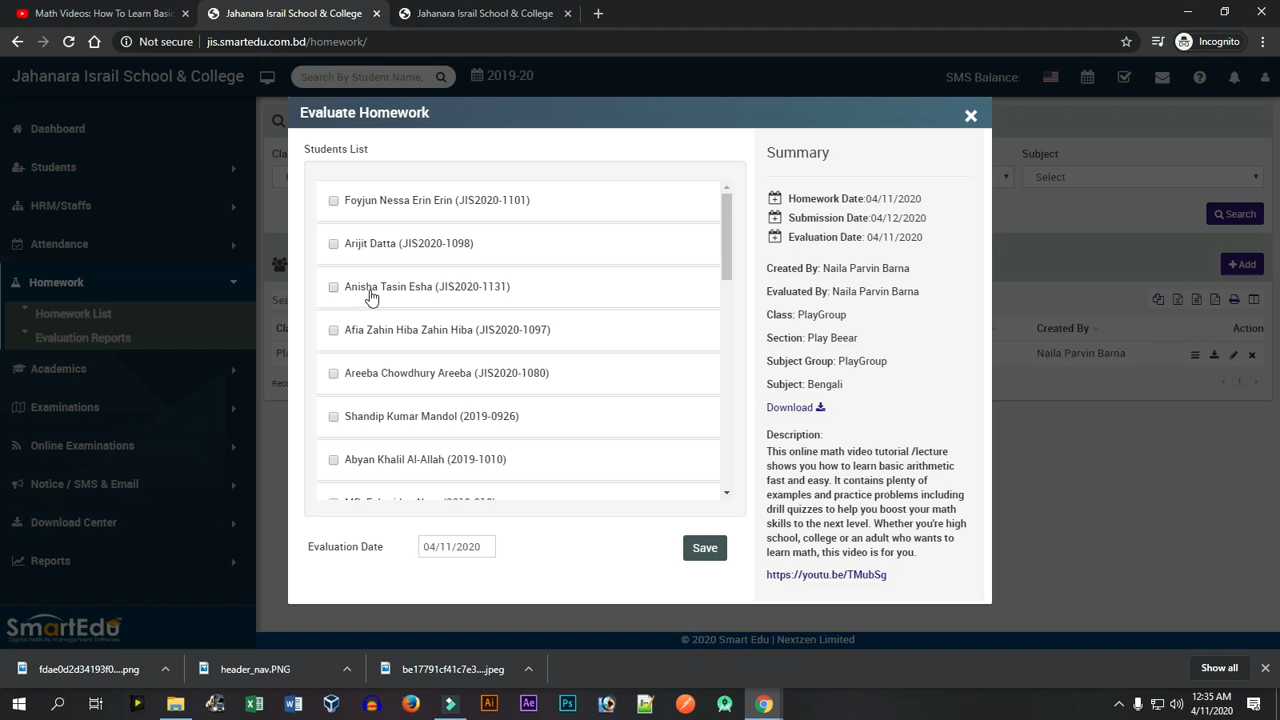 Math Videos: How To Learn Basic
Jahanara Israil School & College
Jahanara Israil School & College
Not secure
jis.smartedu.com.bd/homework/
Incognito
Jahanara Israil School & College
Search By Student Name,
2019-20
SMS Balance:
Dashboard
Students
HRM/Staffs
Attendance
Homework
Homework List
Evaluation Reports
Academics
Examinations
Online Examinations
Notice / SMS & Email
Download Center
Reports
SmartEdu
Evaluate Homework
Students List
Foyjun Nessa Erin Erin (JIS2020-1101)
Arijit Datta (JIS2020-1098)
Anisha Tasin Esha (JIS2020-1131)
Afia Zahin Hiba Zahin Hiba (JIS2020-1097)
Areeba Chowdhury Areeba (JIS2020-1080)
Shandip Kumar Mandol (2019-0926)
Abyan Khalil Al-Allah (2019-1010)
Evaluation Date
04/11/2020
Save
Summary
Homework Date:04/11/2020
Submission Date:04/12/2020
Evaluation Date: 04/11/2020
Created By: Naila Parvin Barna
Evaluated By: Naila Parvin Barna
Class: PlayGroup
Section: Play Beear
Subject Group: PlayGroup
Subject: Bengali
Download
Description:
This online math video tutorial /lecture
shows you how to learn basic arithmetic
fast and easy. It contains plenty of
examples and practice problems including
drill quizzes to help you boost your math
skills to the next level. Whether you're high
school, college or an adult who wants to
learn math, this video is for you.
https://youtu.be/TMubSg
Subject
Select
Search
Add
Created By
Action
Naila Parvin Barna
1
© 2020 Smart Edu | Nextzen Limited
fdae0d2d34193f0....png
header_nav.PNG
be17791cf41c7e3....jpeg
Show all
12:35 AM
4/11/2020